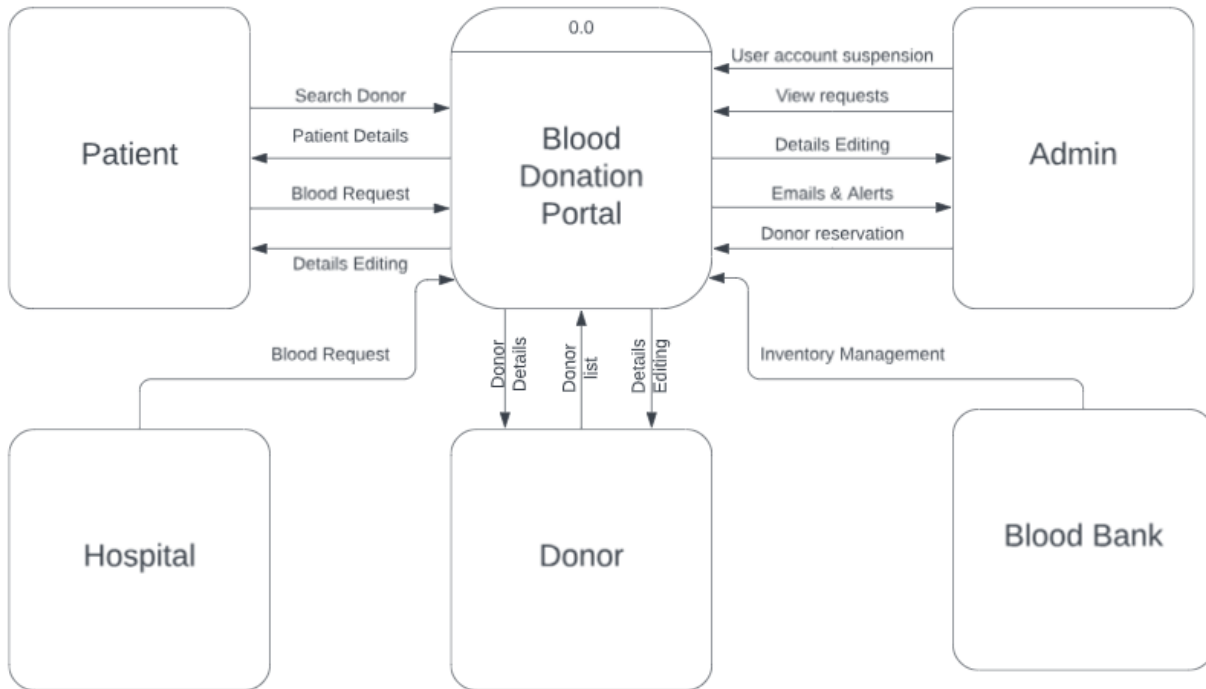 0.0
User account suspension
Search Donor
View requests
Patient
Patient Details
Blood
Donation
Portal
Details Editing
Admin
Blood Request
Emails & Alerts
Details Editing
Donor reservation
Blood Request
Donor
Details
Donor
list
Details
Editing
Inventory Management
Hospital
Donor
Blood Bank